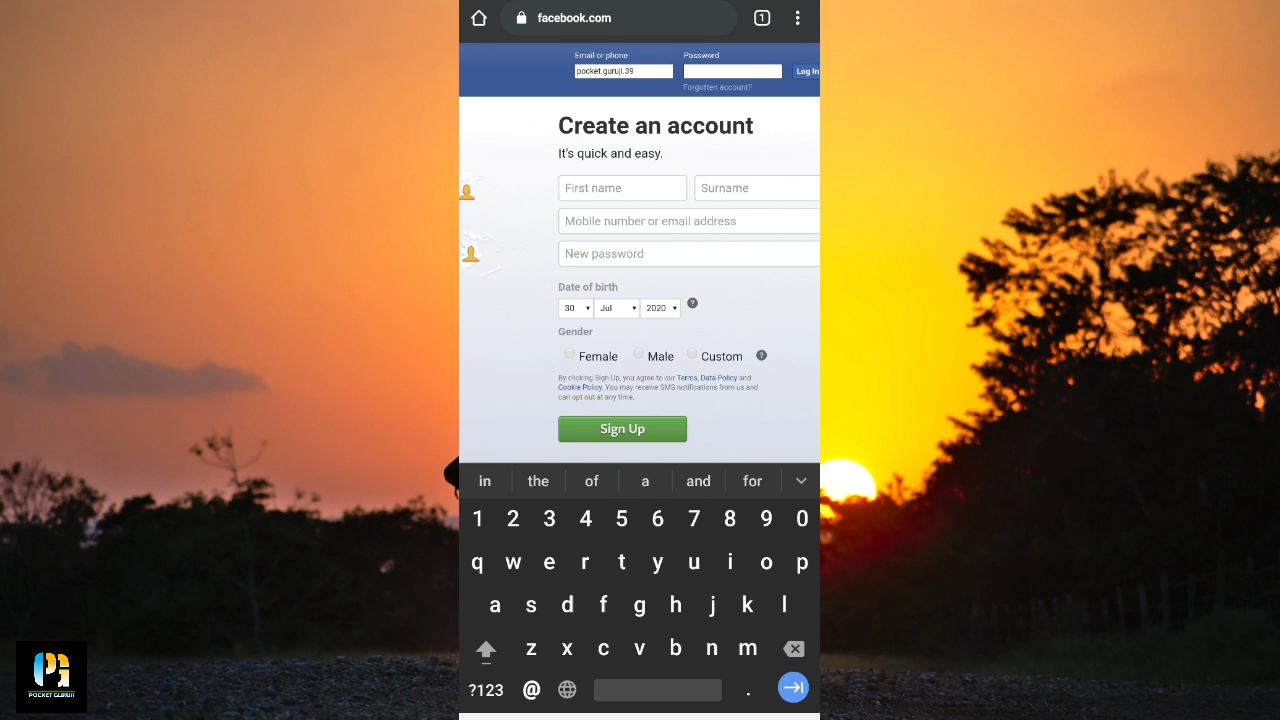 facebook.com
1
Email or phone Password
pocket.guruji.39 Log In
Forgotten account?
Create an account
It's quick and easy.
First name Surname
Mobile number or email address
New password
Date of birth
30 Jul 2020 ?
Gender
Female Male Custom ?
By clicking Sign Up, you agree to our Terms, Data Policy and
Cookie Policy. You may receive SMS notifications from us and
can opt out at any time.
Sign Up
in the of a and for
1 2 3 4 5 6 7 8 9 0
q w e r t y u i o p
a s d f g h j k l
z x c v b n m
?123 @ .
PG
POCKET GURUJI